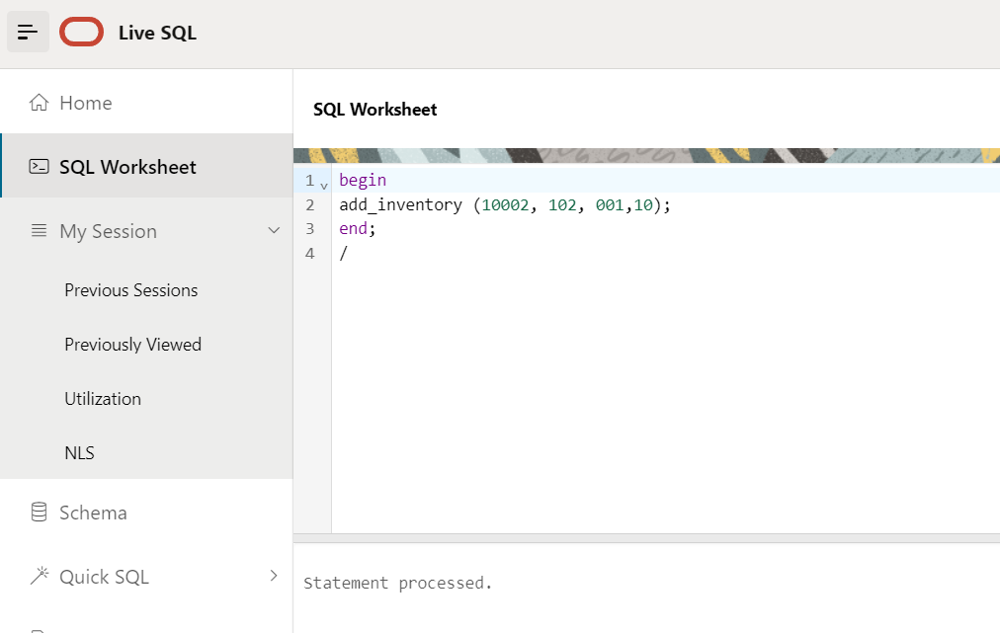 Live SQL
Home
SQL Worksheet
My Session
Previous Sessions
Previously Viewed
Utilization
NLS
Schema
Quick SQL
SQL Worksheet
1 begin
2 add_inventory (10002, 102, 001,10);
3 end;
4 /
Statement processed.